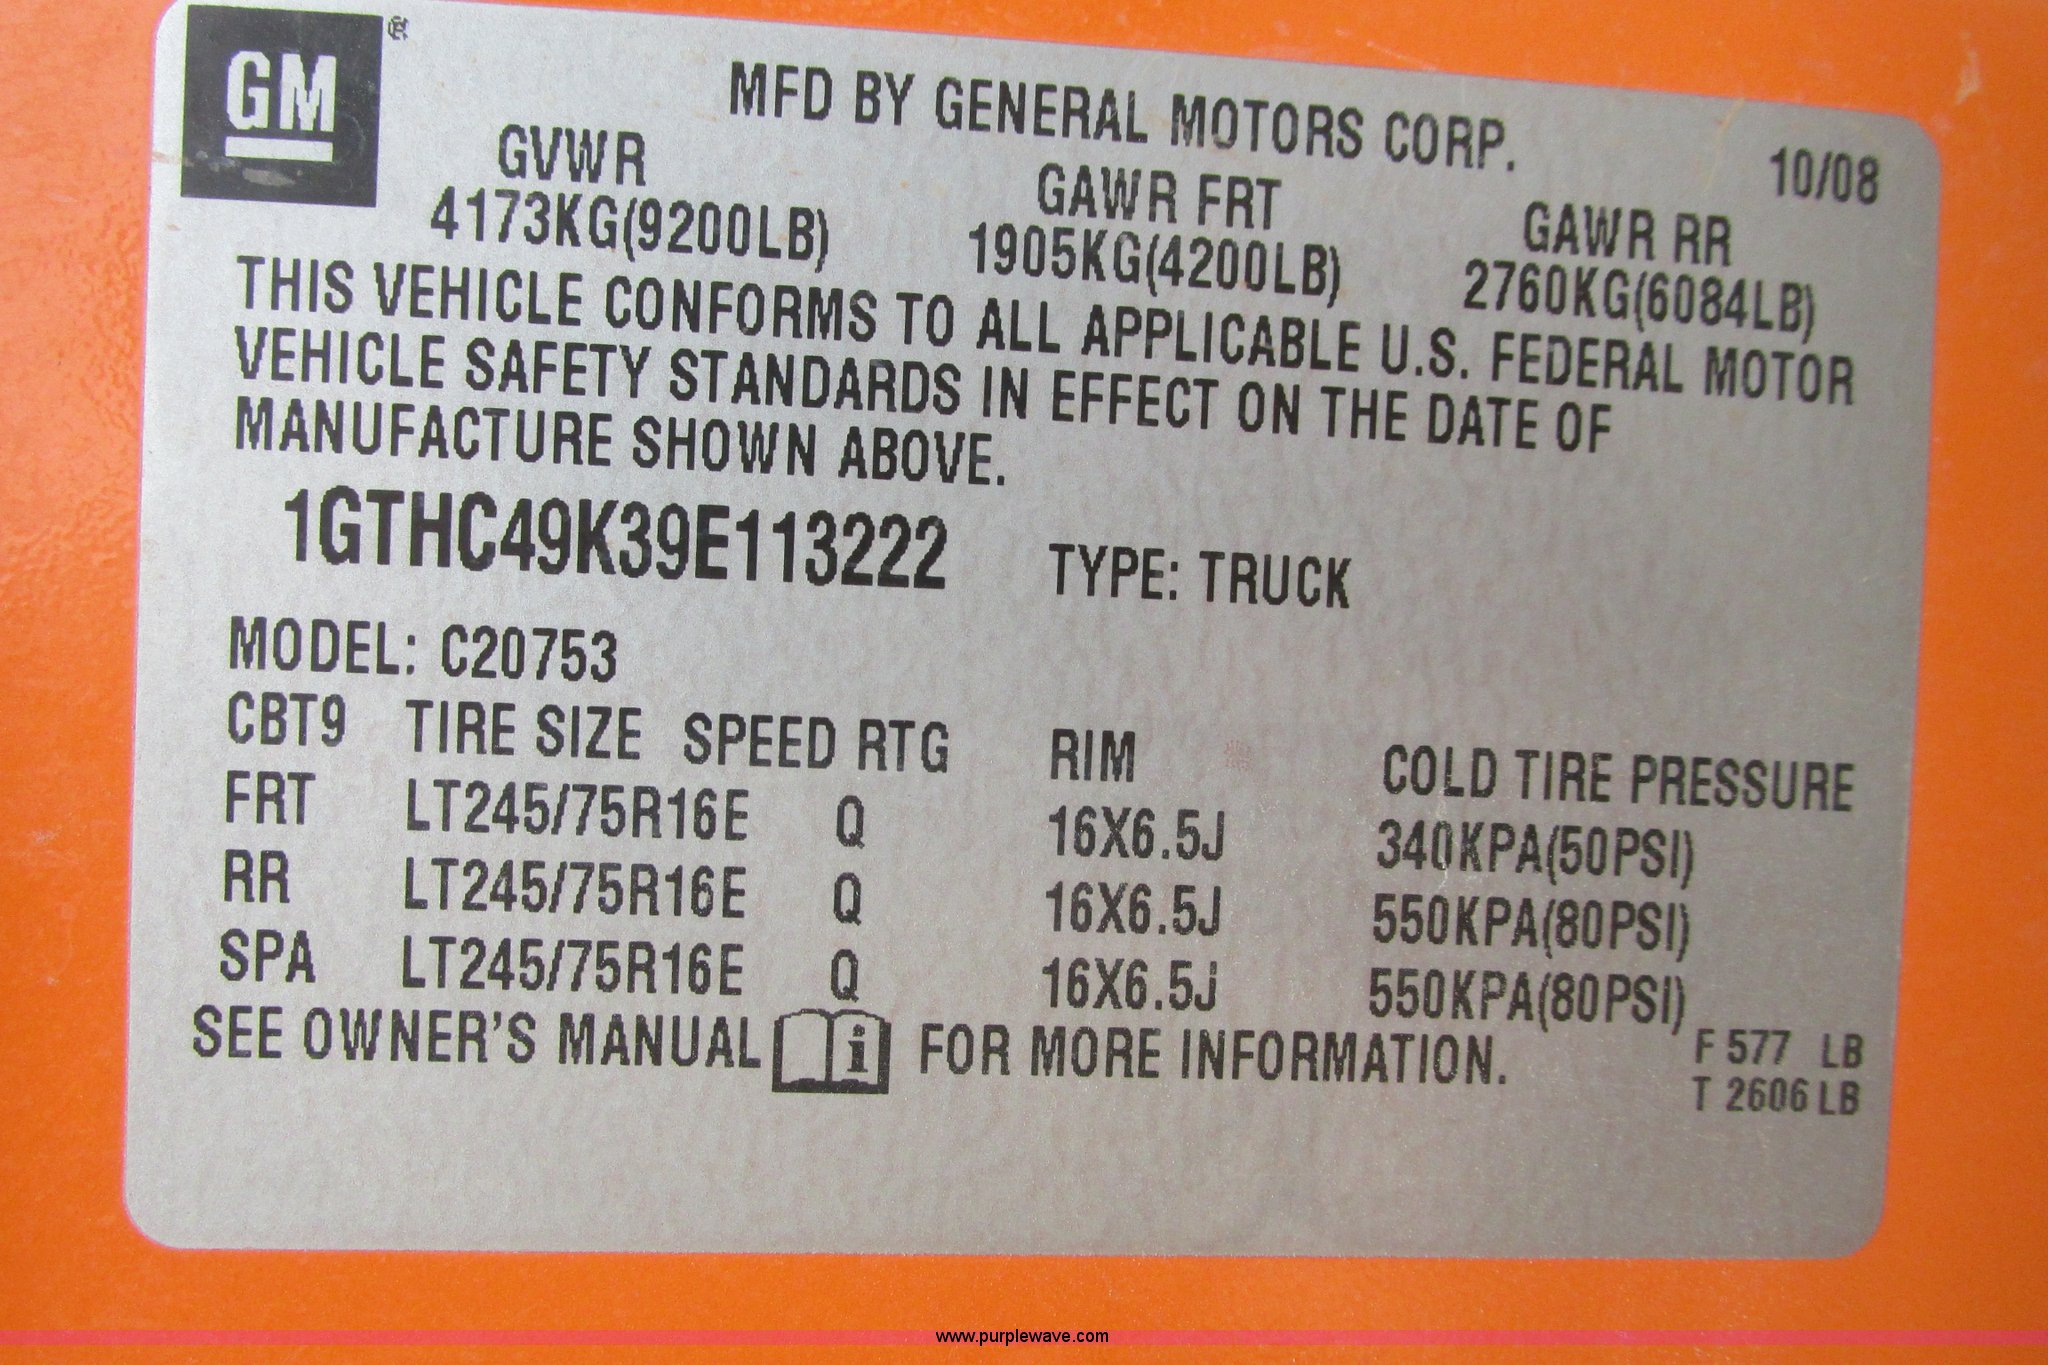 GM ®
MFD BY GENERAL MOTORS CORP.
10/08
GVWR GAWR FRT GAWR RR
4173KG(9200LB) 1905KG(4200LB) 2760KG(6084LB)
THIS VEHICLE CONFORMS TO ALL APPLICABLE U.S. FEDERAL MOTOR
VEHICLE SAFETY STANDARDS IN EFFECT ON THE DATE OF
MANUFACTURE SHOWN ABOVE.
1GTHC49K39E113222 TYPE: TRUCK
MODEL: C20753
CBT9 TIRE SIZE SPEED RTG RIM COLD TIRE PRESSURE
FRT LT245/75R16E Q 16X6.5J 340KPA(50PSI)
RR LT245/75R16E Q 16X6.5J 550KPA(80PSI)
SPA LT245/75R16E Q 16X6.5J 550KPA(80PSI)
SEE OWNER'S MANUAL i FOR MORE INFORMATION.
F 577 LB
T 2606 LB
www.purplewave.com